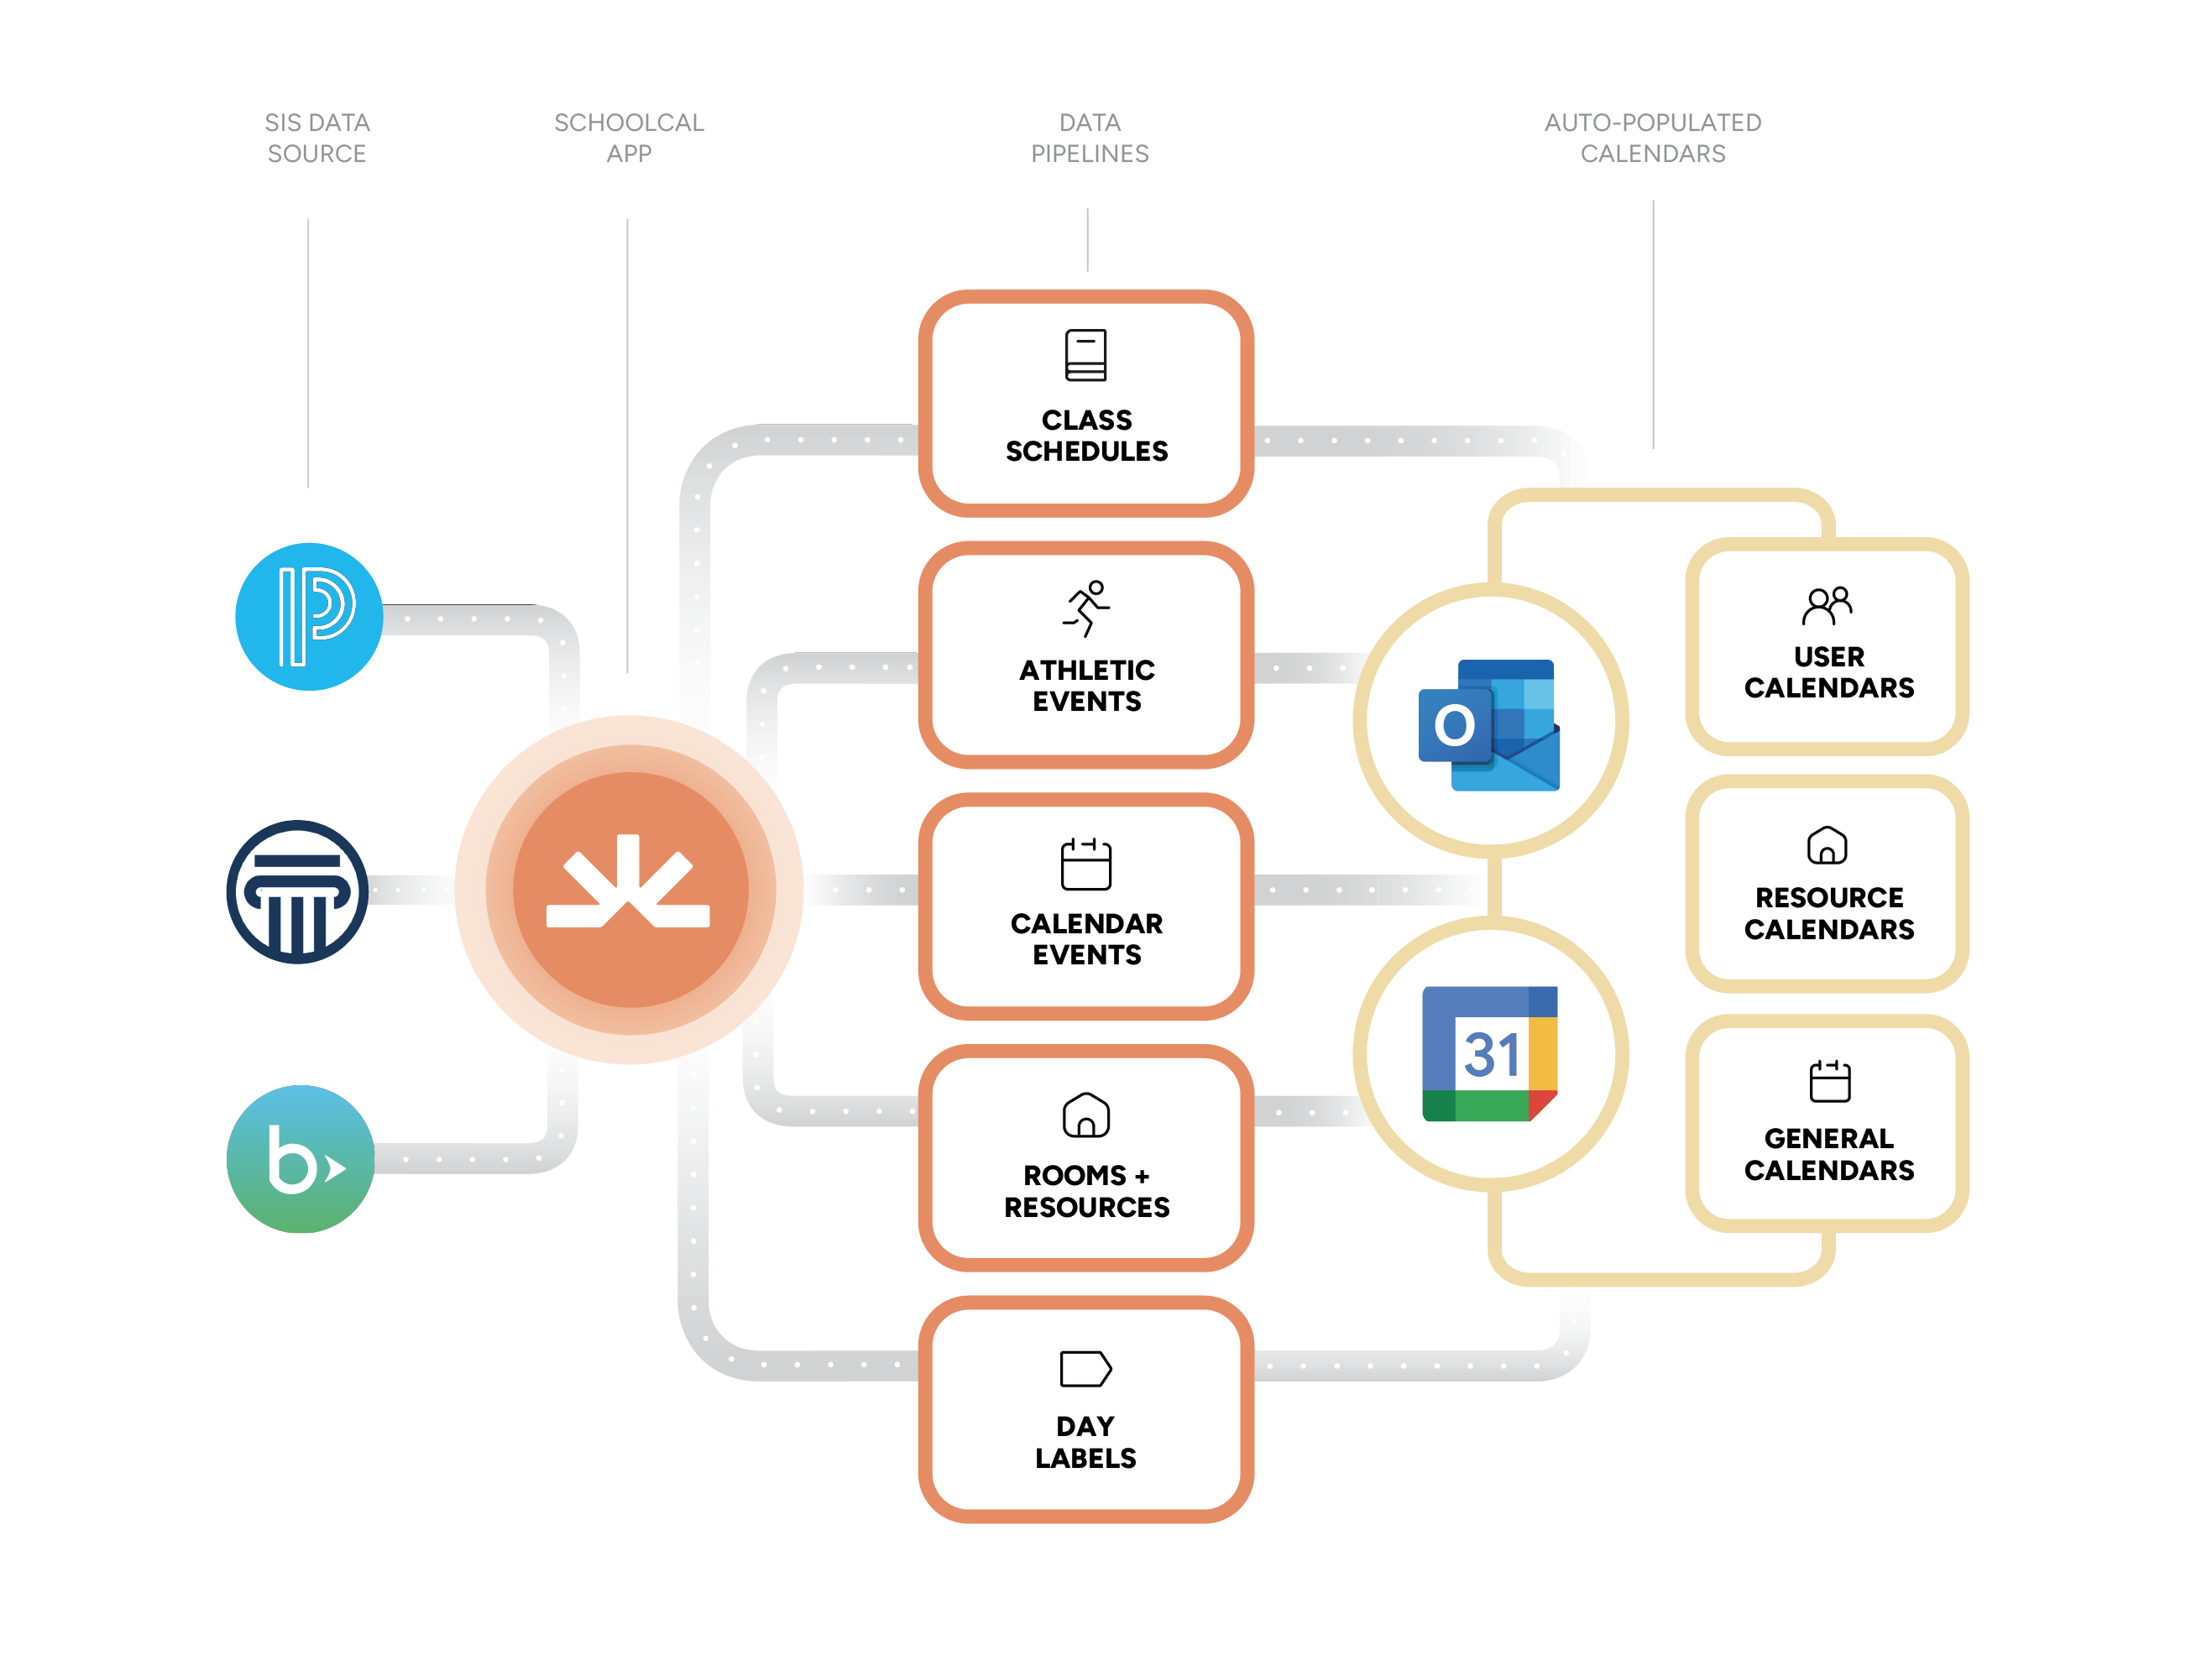 SIS DATA
SOURCE
SCHOOLCAL
APP
DATA
PIPELINES
AUTO-POPULATED
CALENDARS
CLASS
SCHEDULES
ATHLETIC
EVENTS
CALENDAR
EVENTS
ROOMS +
RESOURCES
DAY
LABELS
P
b
O
31
USER
CALENDARS
RESOURCE
CALENDARS
GENERAL
CALENDARS